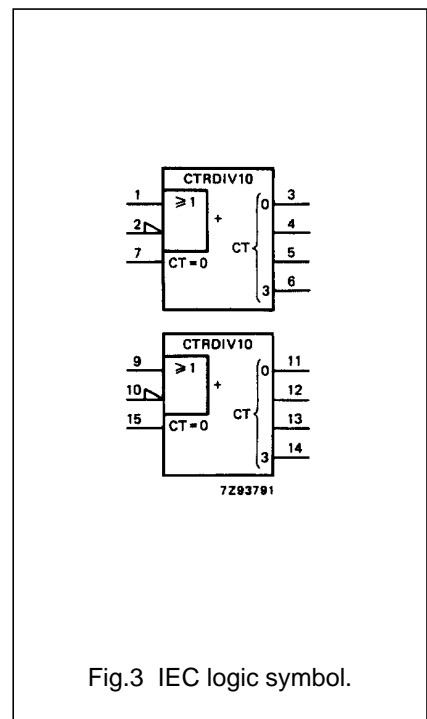 CTRDIV10
1 ≥1 0 3
+
2 4
CT
7 CT=0 5
3 6
CTRDIV10
9 ≥1 0 11
+
10 12
CT
15 CT=0 13
3 14
7Z93791
Fig.3 IEC logic symbol.